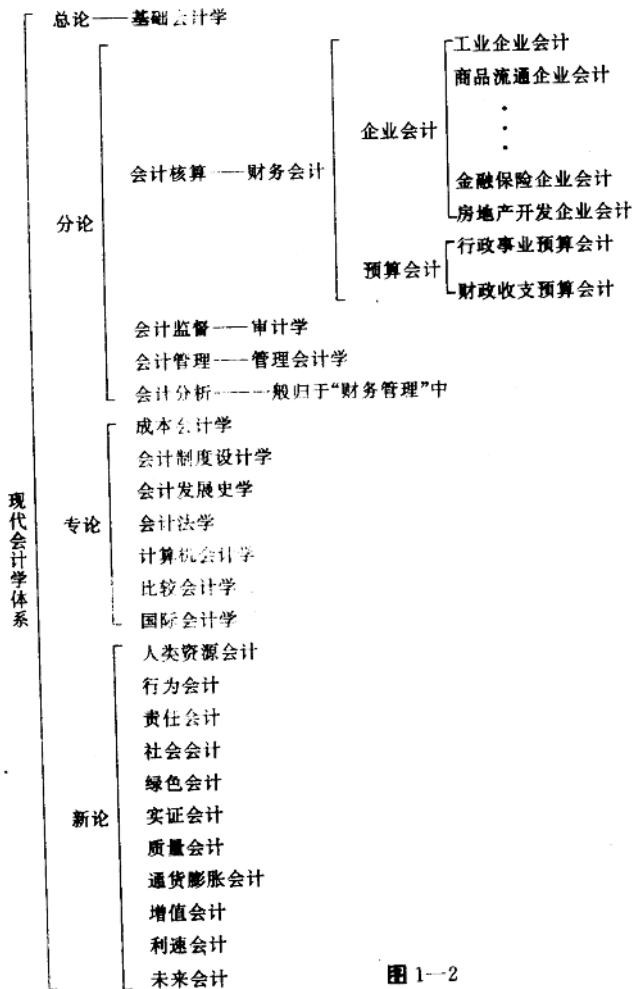 总论——基础会计学
工业企业会计
商品流通企业会计
企业会计
会计核算——财务会计
金融保险企业会计
房地产开发企业会计
分论
行政事业预算会计
预算会计
财政收支预算会计
会计监督——审计学
会计管理——管理会计学
会计分析——一般归于“财务管理”中
成本会计学
会计制度设计学
会计发展史学
现代会计学体系
专论
会计法学
计算机会计学
比较会计学
国际会计学
人类资源会计
行为会计
责任会计
社会会计
绿色会计
新论
实证会计
质量会计
通货膨胀会计
增值会计
利速会计
未来会计
图 1—2